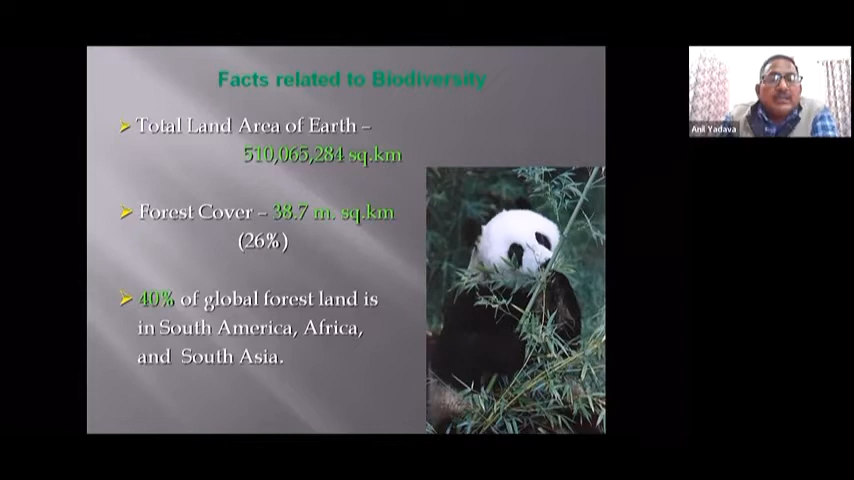 Facts related to Biodiversity
Total Land Area of Earth –
510,065,284 sq.km
Forest Cover – 38.7 m. sq.km
(26%)
40% of global forest land is
in South America, Africa,
and South Asia.
Anil Yadava